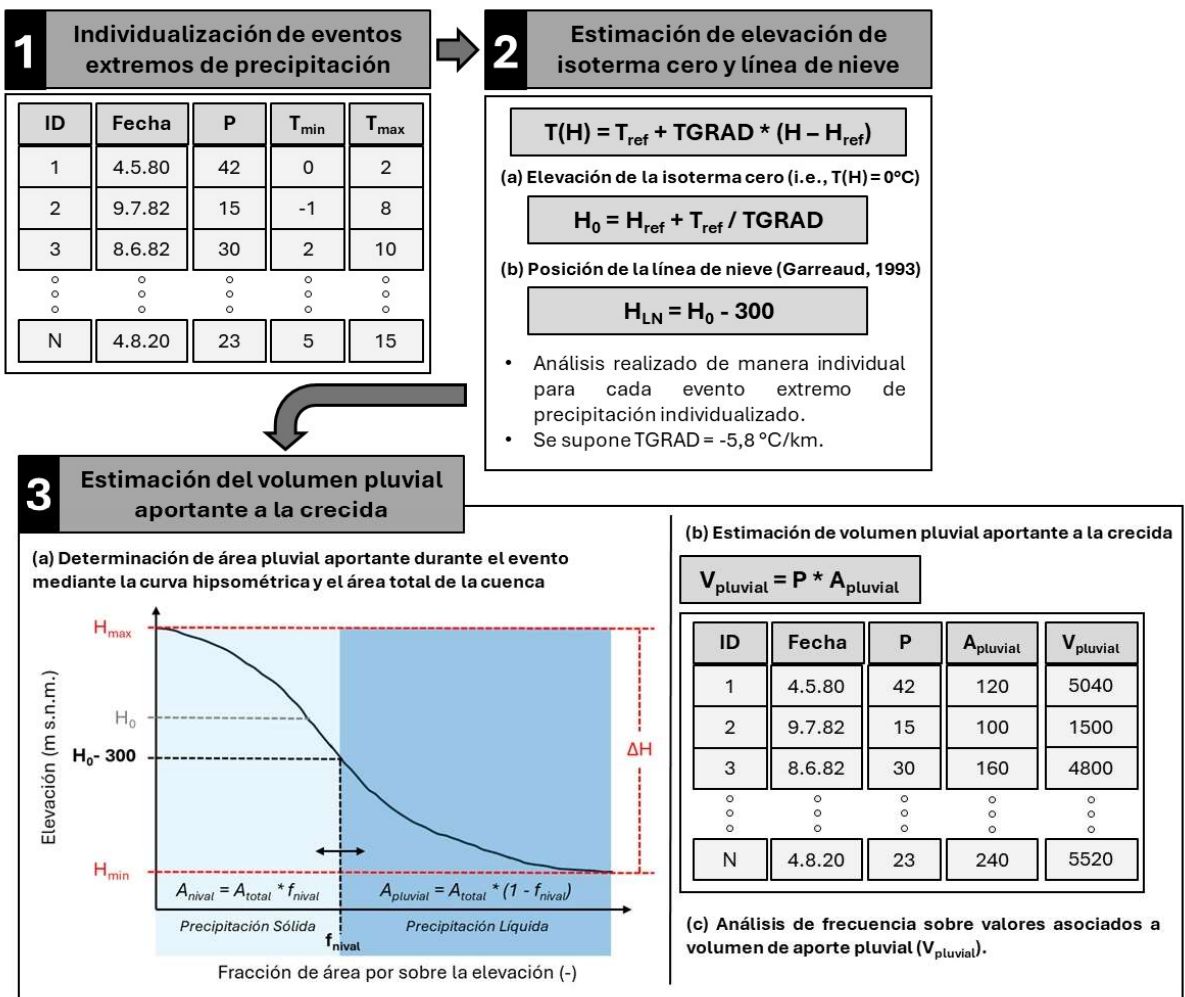 1
Individualización de eventos
extremos de precipitación
ID Fecha P Tmin Tmax
1 4.5.80 42 0 2
2 9.7.82 15 -1 8
3 8.6.82 30 2 10
N 4.8.20 23 5 15
2
Estimación de elevación de
isoterma cero y línea de nieve
T(H) = Tref + TGRAD * (H – Href)
(a) Elevación de la isoterma cero (i.e., T(H) = 0°C)
H0 = Href + Tref / TGRAD
(b) Posición de la línea de nieve (Garreaud, 1993)
HLN = H0 - 300
• Análisis realizado de manera individual
para cada evento extremo de
precipitación individualizado.
• Se supone TGRAD = -5,8 °C/km.
3
Estimación del volumen pluvial
aportante a la crecida
(a) Determinación de área pluvial aportante durante el evento
mediante la curva hipsométrica y el área total de la cuenca
Elevación (m s.n.m.)
Hmax
H0
H0- 300
Hmin
ΔH
Anival = Atotal * fnival
Apluvial = Atotal * (1 - fnival)
Precipitación Sólida
Precipitación Líquida
fnival
Fracción de área por sobre la elevación (-)
(b) Estimación de volumen pluvial aportante a la crecida
Vpluvial = P * Apluvial
ID Fecha P Apluvial Vpluvial
1 4.5.80 42 120 5040
2 9.7.82 15 100 1500
3 8.6.82 30 160 4800
N 4.8.20 23 240 5520
(c) Análisis de frecuencia sobre valores asociados a
volumen de aporte pluvial (Vpluvial).